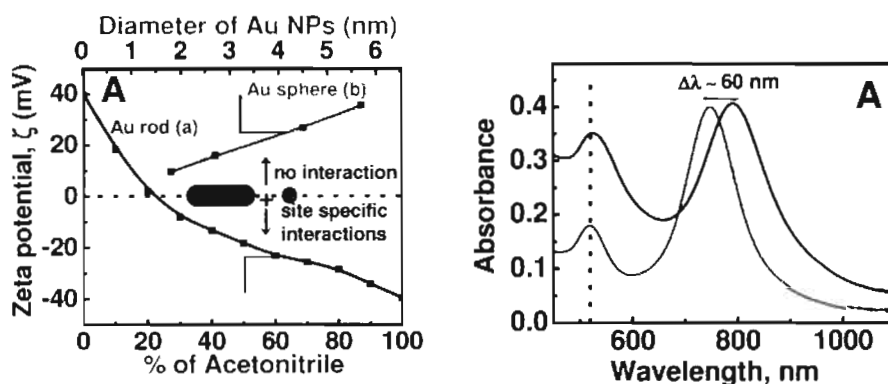 Diameter of Au NPs (nm)
0 1 2 3 4 5 6
A
Au sphere (b)
Au rod (a)
no interaction
site specific
interactions
40
20
0
-20
-40
Zeta potential, ζ (mV)
0 20 40 60 80 100
% of Acetonitrile
Δλ ~ 60 nm
A
0.4
0.3
0.2
0.1
0.0
Absorbance
600 800 1000
Wavelength, nm